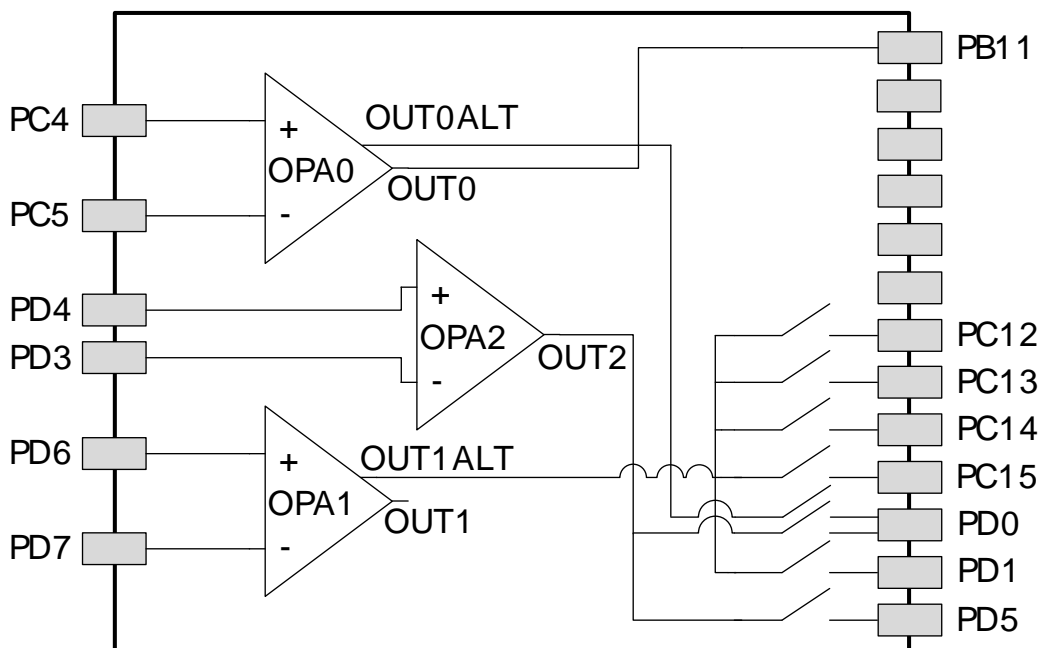 PB11
PC4
+
OUT0ALT
OPA0
OUT0
PC5
-
PD4
+
PD3
OPA2
OUT2
-
PC12
PC13
PC14
PD6
+
OUT1ALT
PC15
OPA1
OUT1
PD0
PD7
-
PD1
PD5